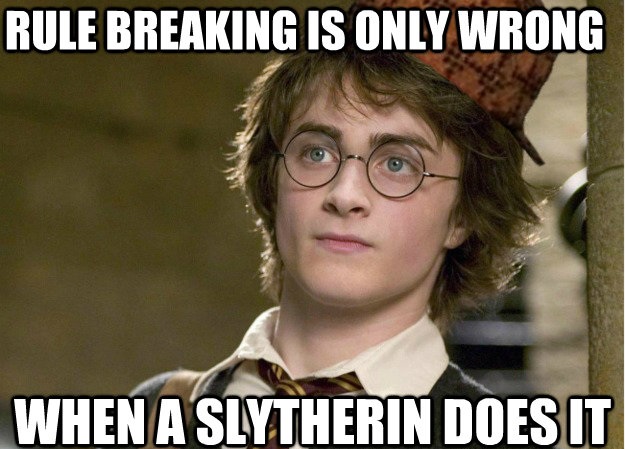 RULE BREAKING IS ONLY WRONG
WHEN A SLYTHERIN DOES IT